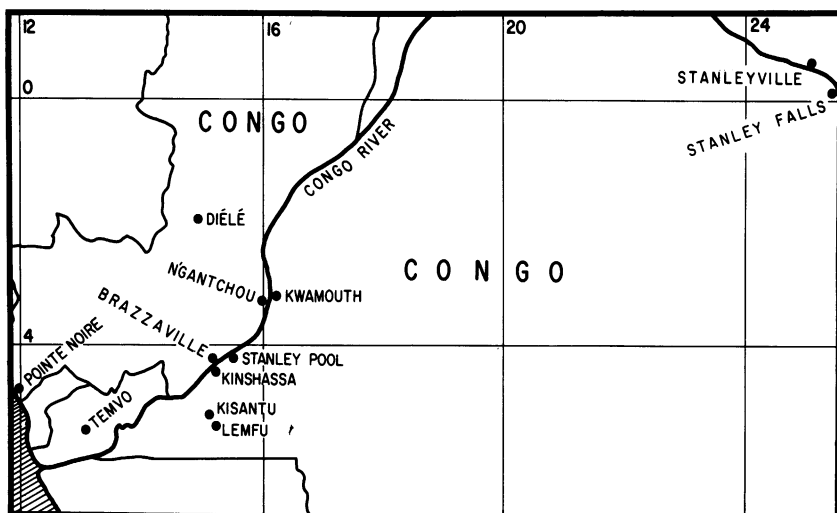 12
16
20
24
STANLEYVILLE
0
STANLEY FALLS
CONGO
CONGO RIVER
DIÉLÉ
CONGO
N'GANTCHOU
KWAMOUTH
BRAZZAVILLE
4
STANLEY POOL
POINTE NOIRE
KINSHASSA
TEMVO
KISANTU
LEMFU